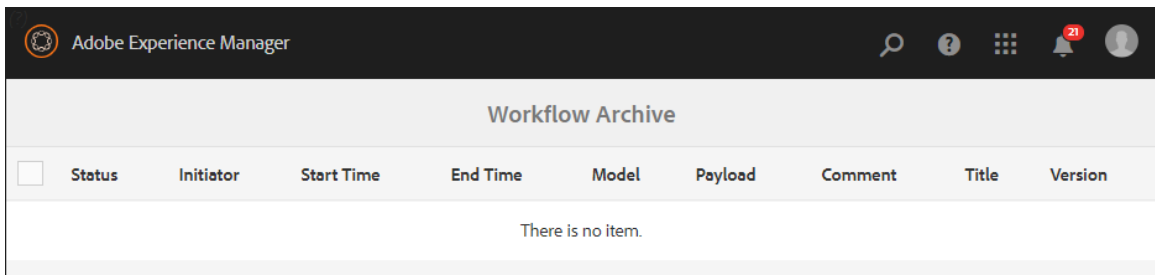 Adobe Experience Manager
21
Workflow Archive
Status Initiator Start Time End Time Model Payload Comment Title Version
There is no item.